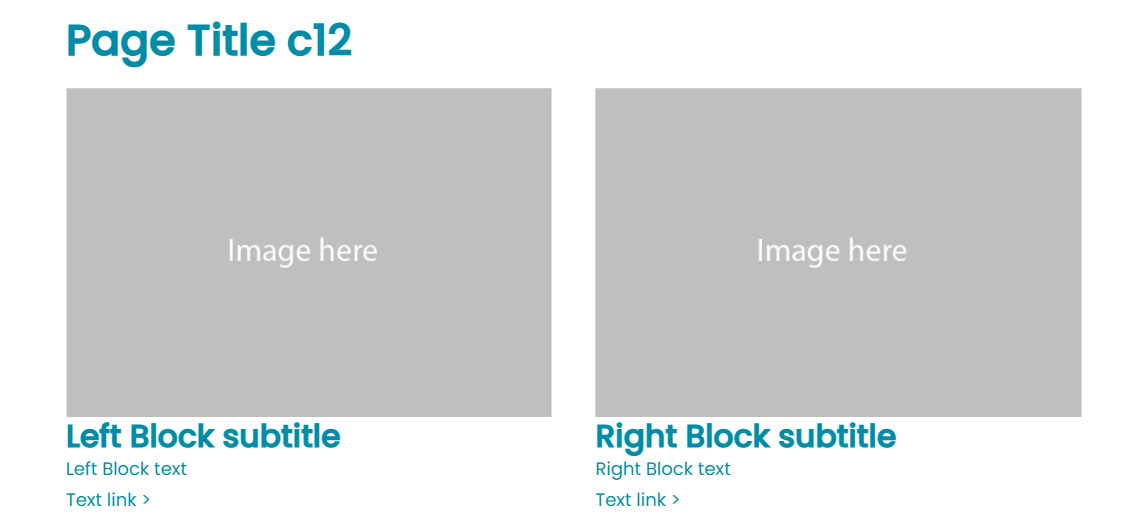 Page Title c12
Image here
Left Block subtitle
Left Block text
Text link >
Image here
Right Block subtitle
Right Block text
Text link >